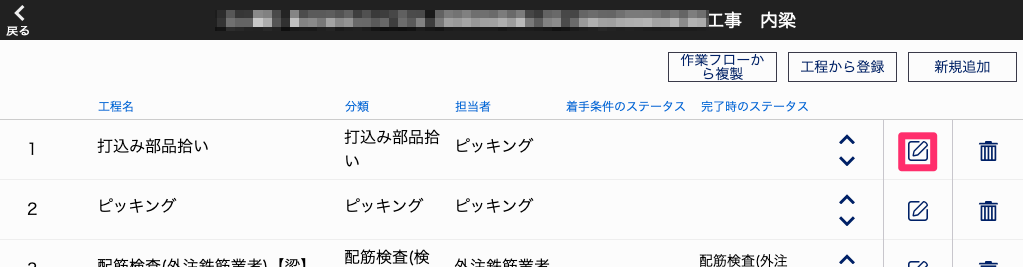 工事　内梁
戻る
作業フローか
ら複製
工程から登録
新規追加
工程名 分類 担当者 着手条件のステータス 完了時のステータス
1 打込み部品拾い 打込み部品拾
い ピッキング
2 ピッキング ピッキング ピッキング
配筋検査(外注鉄筋業者)【梁】 配筋検査(検 外注鉄筋業者 配筋検査(外注